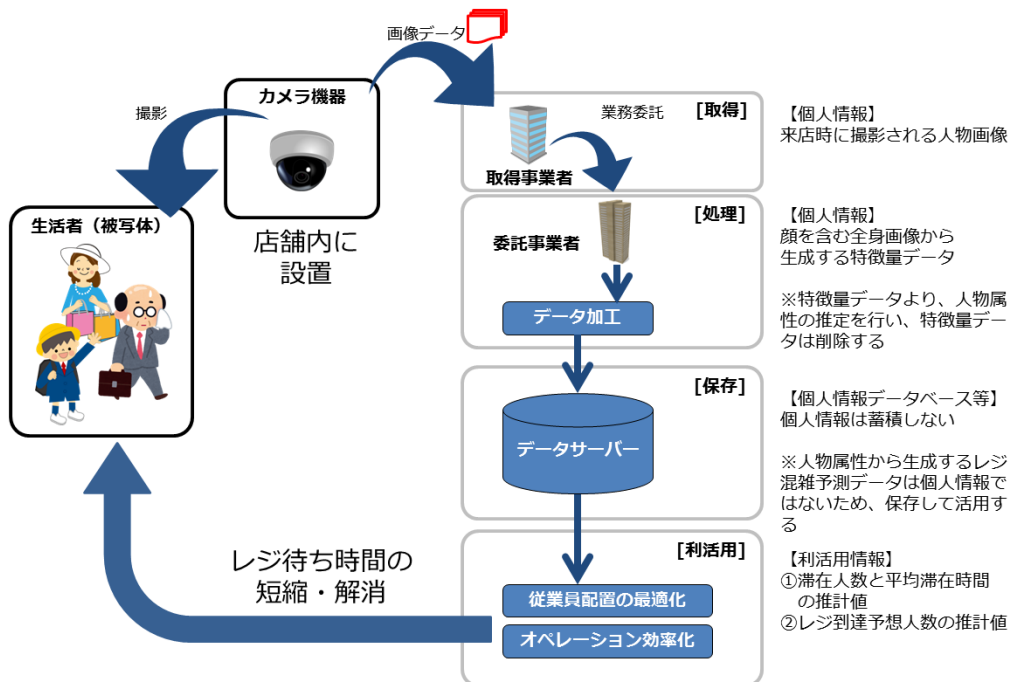 画像データ
カメラ機器
撮影
店舗内に
設置
生活者（被写体）
[取得]
業務委託
取得事業者
【個人情報】
来店時に撮影される人物画像
[処理]
委託事業者
データ加工
【個人情報】
顔を含む全身画像から
生成する特徴量データ
※特徴量データより、人物属
性の推定を行い、特徴量デー
タは削除する
[保存]
データサーバー
【個人情報データベース等】
個人情報は蓄積しない
※人物属性から生成するレジ
混雑予測データは個人情報で
はないため、保存して活用す
る
[利活用]
従業員配置の最適化
オペレーション効率化
【利活用情報】
①滞在人数と平均滞在時間
の推計値
②レジ到達予想人数の推計値
レジ待ち時間の
短縮・解消